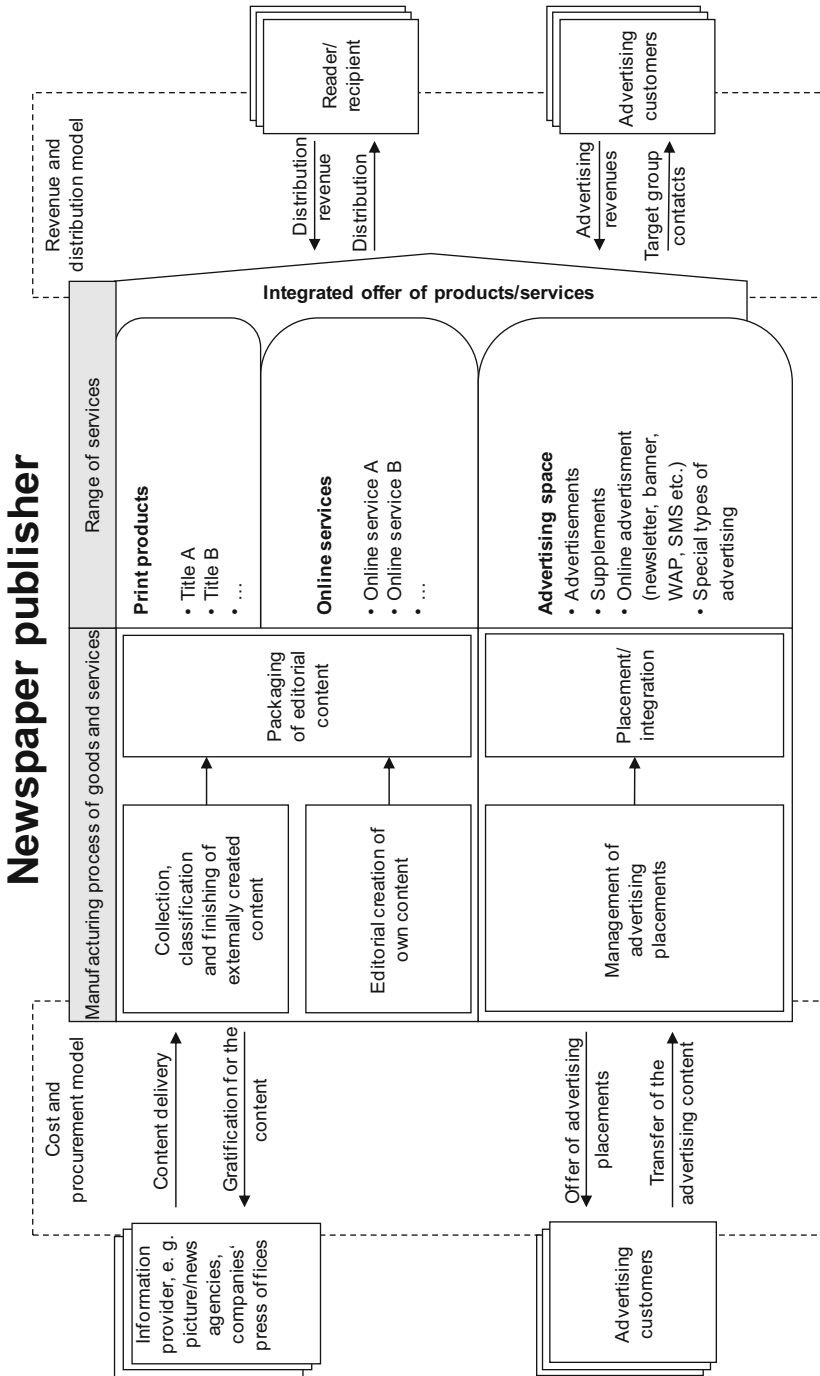 Newspaper publisher
Cost and
procurement model
Manufacturing process of goods and services
Range of services
Revenue and
distribution model
Information
provider, e. g.
picture/news
agencies,
companies‘
press offices
Content delivery
Gratification for the
content
Collection,
classification
and finishing of
externally created
content
Editorial creation of
own content
Packaging
of editorial
content
Print products
• Title A
• Title B
• …
Online services
• Online service A
• Online service B
• …
Integrated offer of products/services
Distribution
revenue
Distribution
Reader/
recipient
Advertising
customers
Offer of advertising
placements
Transfer of the
advertising content
Management of
advertising
placements
Placement/
integration
Advertising space
• Advertisements
• Supplements
• Online advertisment
(newsletter, banner,
WAP, SMS etc.)
• Special types of
advertising
Advertising
revenues
Target group
contatcts
Advertising
customers